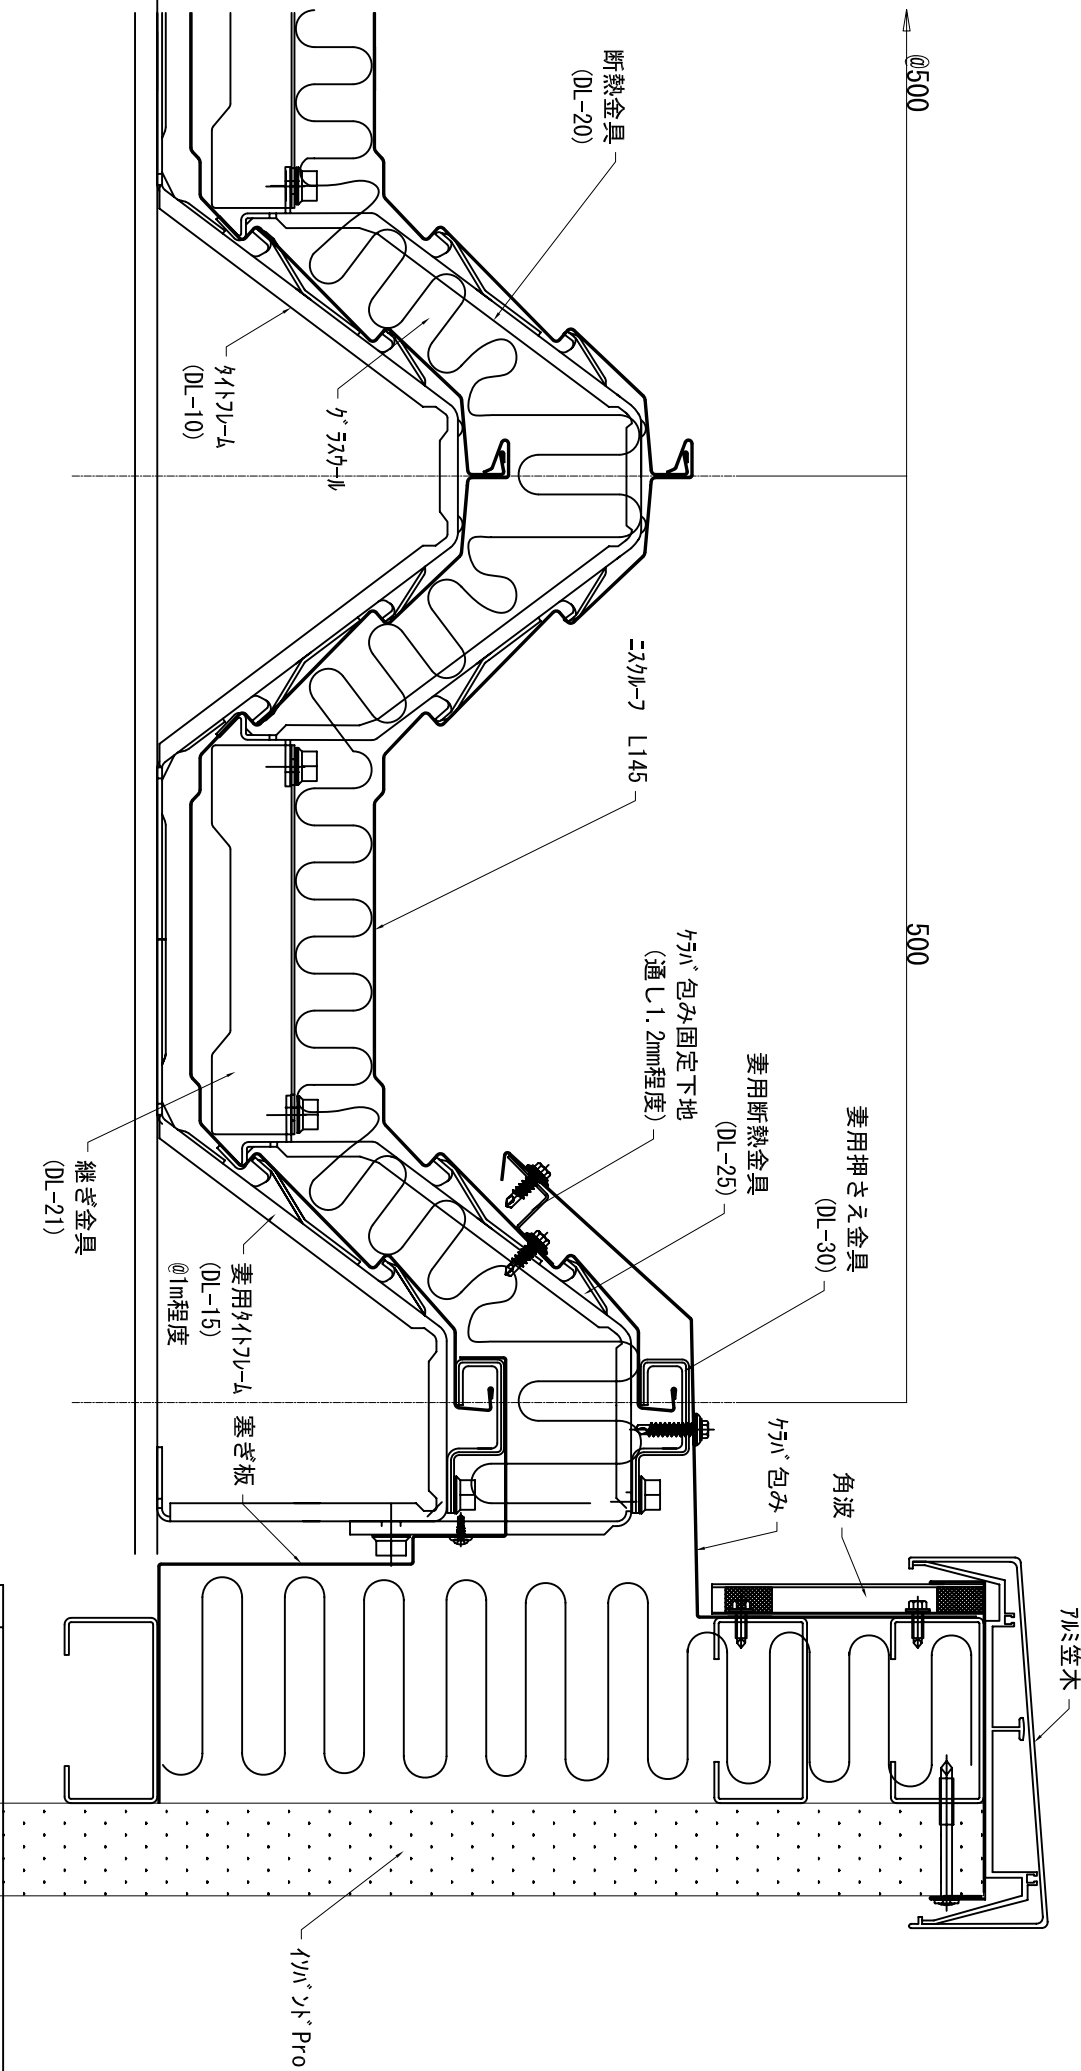 @500
500
断熱金具
(DL-20)
ﾀｲﾄﾌﾚｰﾑ
(DL-10)
ｸﾞﾗｽｳｰﾙ
ﾆｽｸﾙｰﾌ L145
ｹﾗﾊﾞ包み固定下地
(通し1.2mm程度)
妻用断熱金具
(DL-25)
妻用押さえ金具
(DL-30)
継ぎ金具
(DL-21)
妻用ﾀｲﾄﾌﾚｰﾑ
(DL-15)
@1m程度
塞ぎ板
ｹﾗﾊﾞ包み
角波
ｱﾙﾐ笠木
ｲｿﾊﾞﾝﾄﾞPro